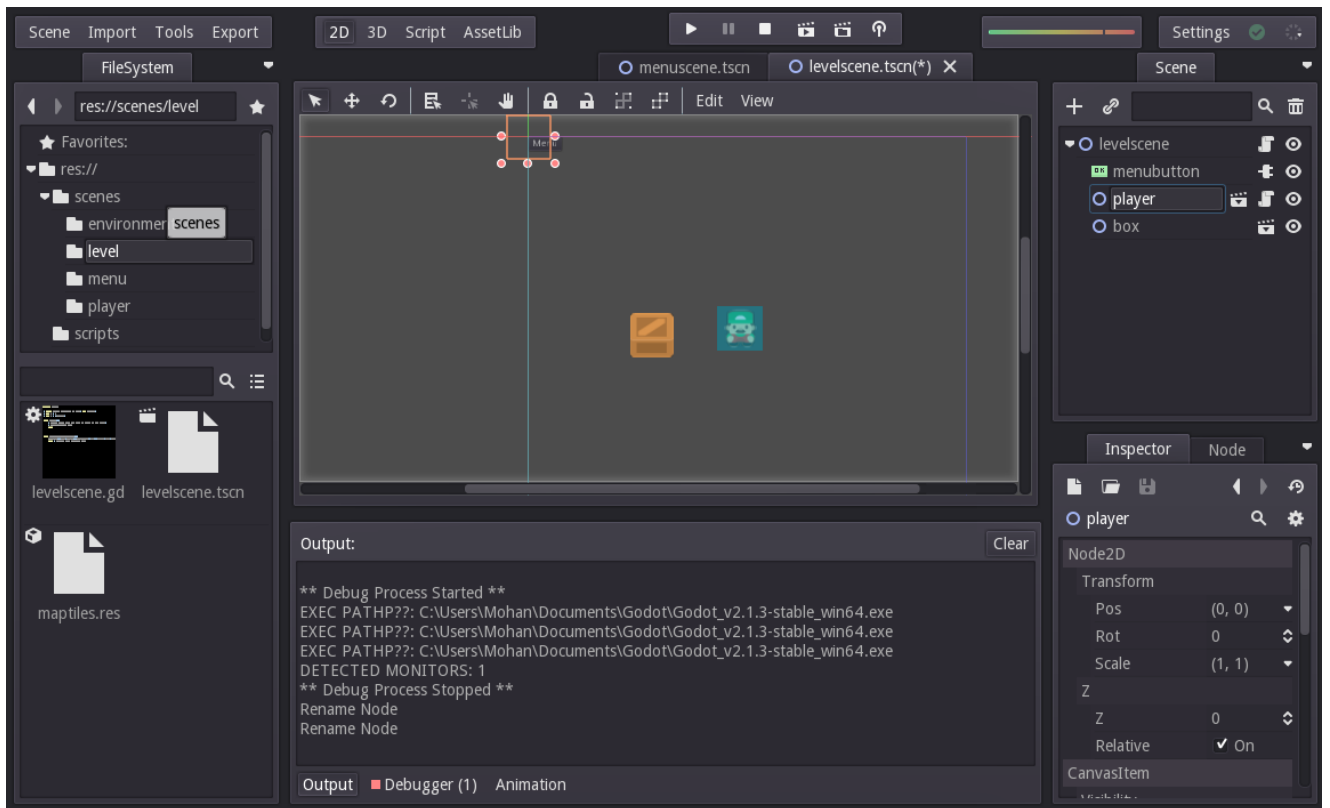 Scene Import Tools Export 2D 3D Script AssetLib Settings
FileSystem menuscene.tscn levelscene.tscn(*) Scene
res://scenes/level
Edit View
Favorites:
res://
scenes
environmer scenes
level
menu
player
scripts
levelscene.gd levelscene.tscn
maptiles.res
levelscene
OK menubutton
player
box
Output: Clear
** Debug Process Started **
EXEC PATHP??: C:\Users\Mohan\Documents\Godot\Godot_v2.1.3-stable_win64.exe
EXEC PATHP??: C:\Users\Mohan\Documents\Godot\Godot_v2.1.3-stable_win64.exe
EXEC PATHP??: C:\Users\Mohan\Documents\Godot\Godot_v2.1.3-stable_win64.exe
DETECTED MONITORS: 1
** Debug Process Stopped **
Rename Node
Rename Node
Output Debugger (1) Animation
Inspector Node
player
Node2D
Transform
Pos (0, 0)
Rot 0
Scale (1, 1)
Z
Z 0
Relative On
CanvasItem